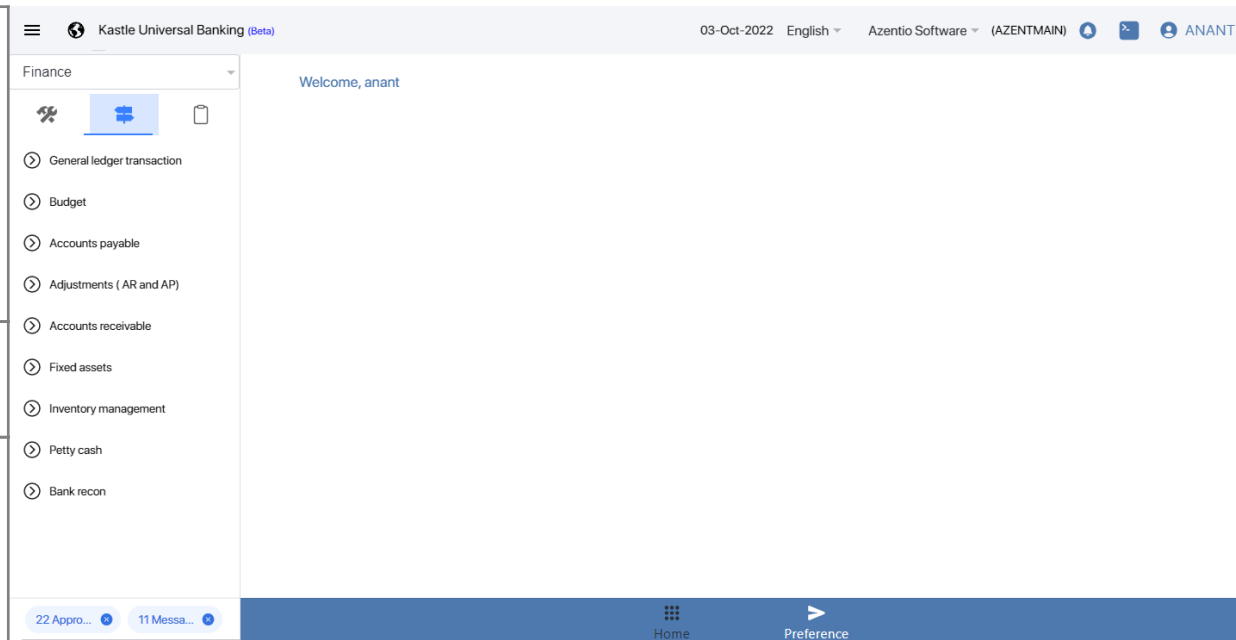 Kastle Universal Banking (Beta) 03-Oct-2022 English Azentio Software (AZENTMAIN) ANANT
Finance
Welcome, anant
General ledger transaction
Budget
Accounts payable
Adjustments ( AR and AP)
Accounts receivable
Fixed assets
Inventory management
Petty cash
Bank recon
22 Appro... 11 Messa...
Home Preference